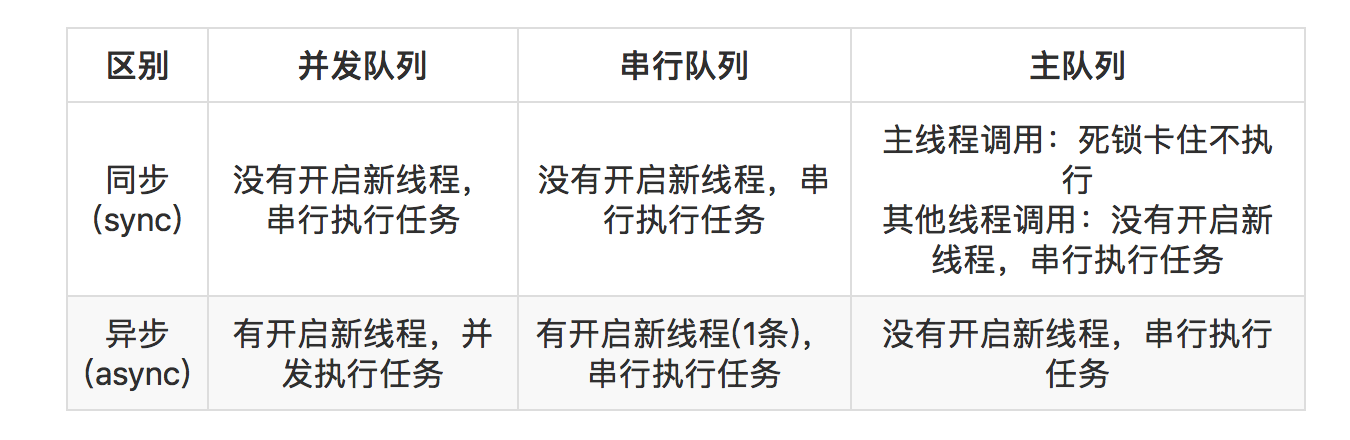 区别
并发队列
串行队列
主队列
同步
（sync）
没有开启新线程，
串行执行任务
没有开启新线程，串
行执行任务
主线程调用：死锁卡住不执
行
其他线程调用：没有开启新
线程，串行执行任务
异步
(async)
有开启新线程，并
发执行任务
有开启新线程(1条)，
串行执行任务
没有开启新线程，串行执行
任务